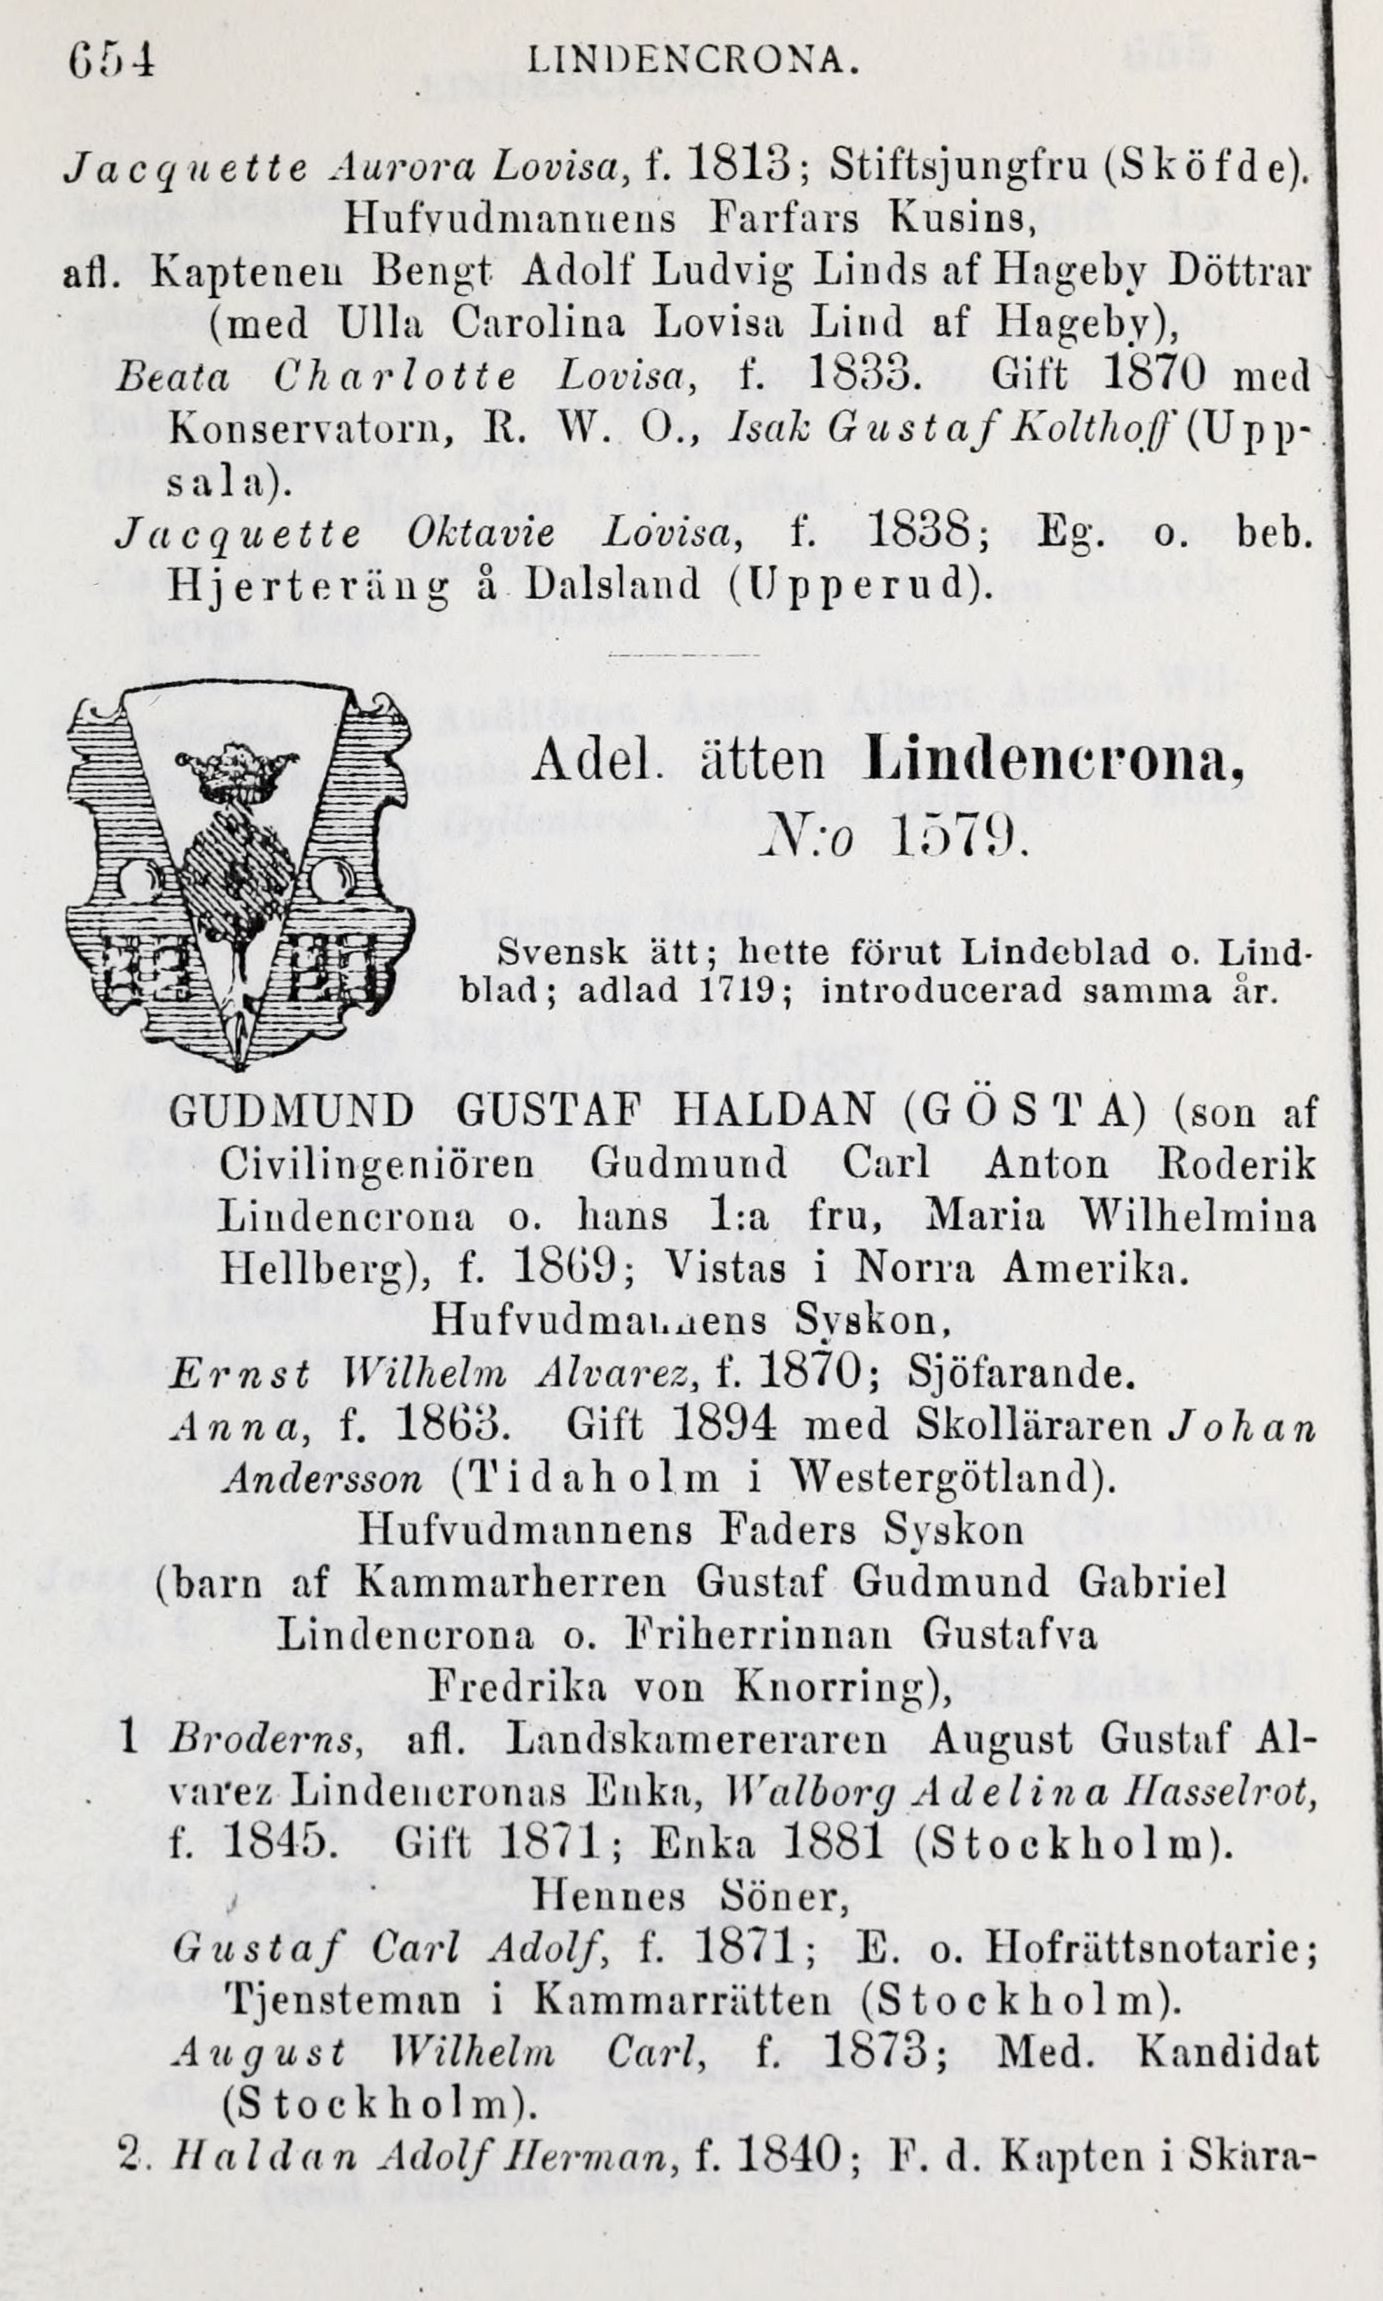 654 LINDENCRONA.
Jacquette Aurora Lovisa, f. 1813; Stiftsjungfru (Sköfde).
Hufvudmannens Farfars Kusins,
afl. Kaptenen Bengt Adolf Ludvig Linds af Hageby Döttrar
(med Ulla Carolina Lovisa Lind af Hageby),
Beata Charlotte Lovisa, f. 1833. Gift 1870 med
Konservatorn, R. W. O., Isak Gustaf Kolthoff (Upp-
sala).
Jacquette Oktavie Lovisa, f. 1838; Eg. o. beb.
Hjerteräng å Dalsland (Upperud).
Adel. ätten Lindencrona,
N:o 1579.
Svensk ätt; hette förut Lindeblad o. Lind-
blad; adlad 1719; introducerad samma år.
GUDMUND GUSTAF HALDAN (GÖSTA) (son af
Civilingeniören Gudmund Carl Anton Roderik
Lindencrona o. hans 1:a fru, Maria Wilhelmina
Hellberg), f. 1869; Vistas i Norra Amerika.
Hufvudmannens Syskon,
Ernst Wilhelm Alvarez, f. 1870; Sjöfarande.
Anna, f. 1863. Gift 1894 med Skolläraren Johan
Andersson (Tidaholm i Westergötland).
Hufvudmannens Faders Syskon
(barn af Kammarherren Gustaf Gudmund Gabriel
Lindencrona o. Friherrinnan Gustafva
Fredrika von Knorring),
1 Broderns, afl. Landskamereraren August Gustaf Al-
varez Lindencronas Enka, Walborg Adelina Hasselrot,
f. 1845. Gift 1871; Enka 1881 (Stockholm).
Hennes Söner,
Gustaf Carl Adolf, f. 1871; E. o. Hofrättsnotarie;
Tjensteman i Kammarrätten (Stockholm).
August Wilhelm Carl, f. 1873; Med. Kandidat
(Stockholm).
2. Haldan Adolf Herman, f. 1840; F. d. Kapten i Skara-